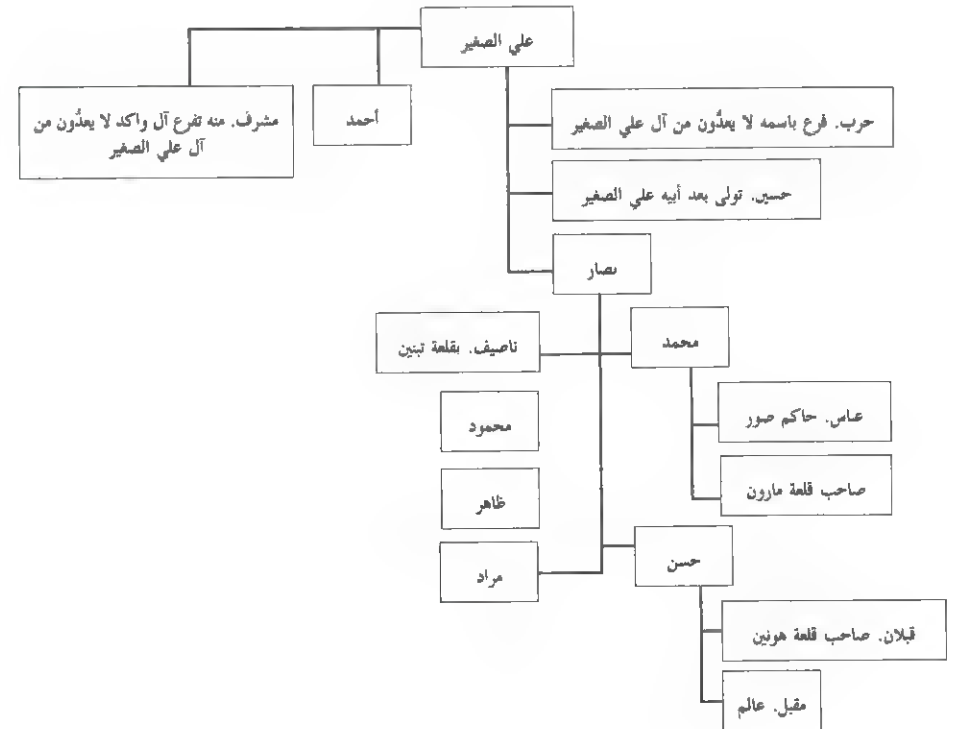 علي الصغير
أحمد
مشرف. منه تفرع آل واكد لا يعدُّون من
آل علي الصغير
حرب. فرع باسمه لا يعدُّون من آل علي الصغير
حسين. تولى بعد أبيه علي الصغير
نصار
محمد
ناصيف. بقلعة تبنين
عباس. حاكم صور
محمود
صاحب قلعة مارون
ظاهر
حسن
مراد
قبلان. صاحب قلعة هونين
مقبل. عالم